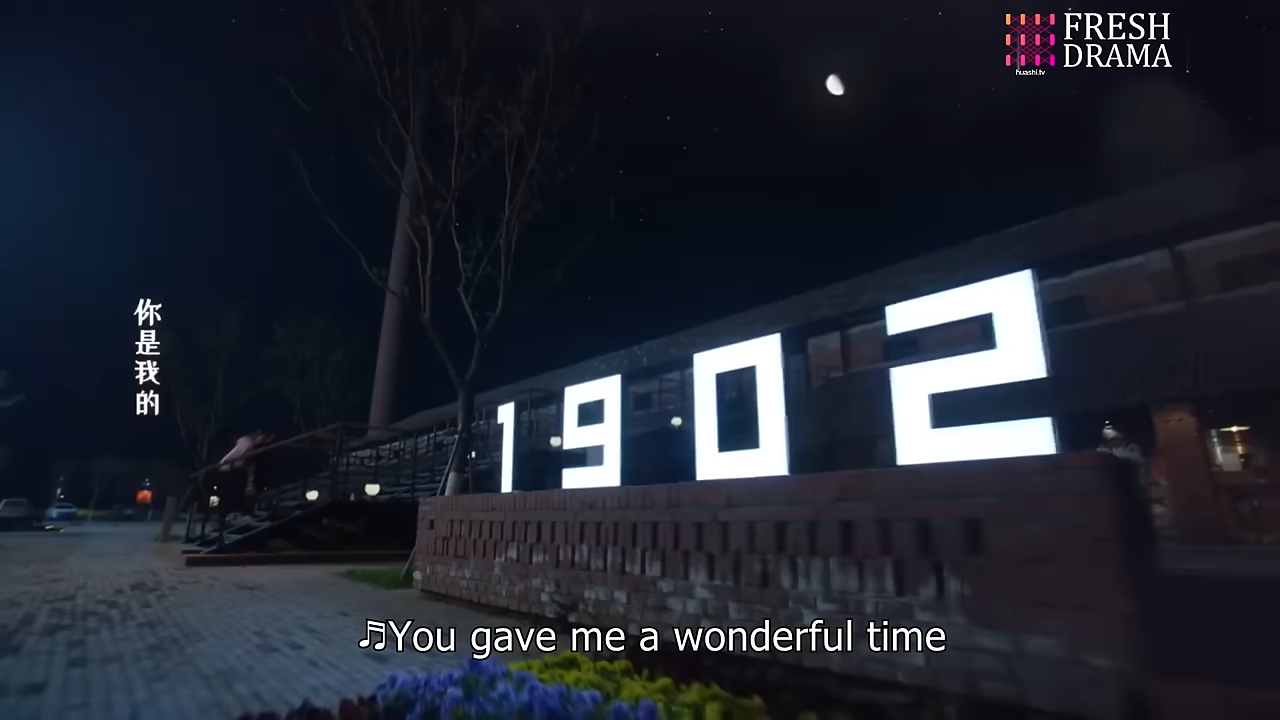 FRESH
DRAMA
huashi.tv
你是我的
1902
♫You gave me a wonderful time